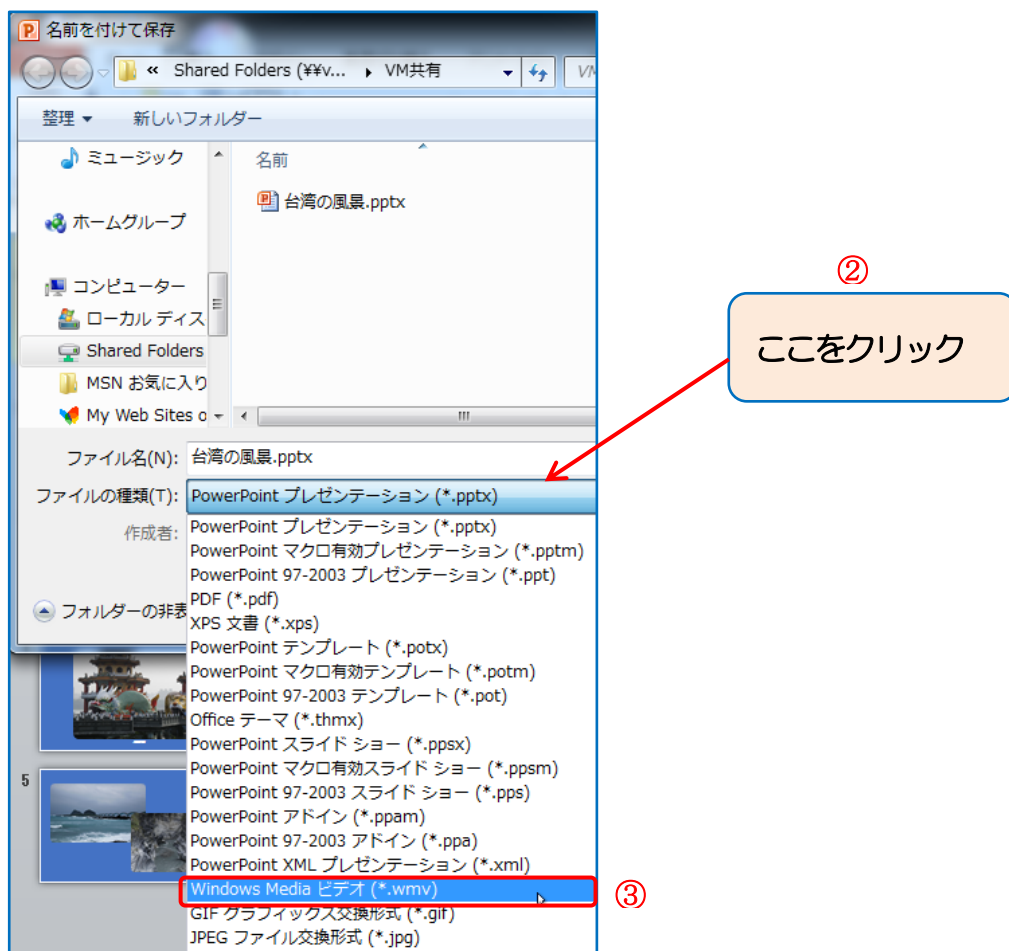 名前を付けて保存
« Shared Folders (¥¥v... ▸ VM共有
整理 ▼ 新しいフォルダー
ミュージック
ホームグループ
コンピューター
ローカル ディス
Shared Folders
MSN お気に入り
My Web Sites o
名前
台湾の風景.pptx
②
ここをクリック
ファイル名(N): 台湾の風景.pptx
ファイルの種類(T): PowerPoint プレゼンテーション (*.pptx)
作成者:
フォルダーの非表
PowerPoint プレゼンテーション (*.pptx)
PowerPoint マクロ有効プレゼンテーション (*.pptm)
PowerPoint 97-2003 プレゼンテーション (*.ppt)
PDF (*.pdf)
XPS 文書 (*.xps)
PowerPoint テンプレート (*.potx)
PowerPoint マクロ有効テンプレート (*.potm)
PowerPoint 97-2003 テンプレート (*.pot)
Office テーマ (*.thmx)
PowerPoint スライド ショー (*.ppsx)
PowerPoint マクロ有効スライド ショー (*.ppsm)
PowerPoint 97-2003 スライド ショー (*.pps)
PowerPoint アドイン (*.ppam)
PowerPoint 97-2003 アドイン (*.ppa)
PowerPoint XML プレゼンテーション (*.xml)
Windows Media ビデオ (*.wmv)
③
GIF グラフィックス交換形式 (*.gif)
JPEG ファイル交換形式 (*.jpg)
5